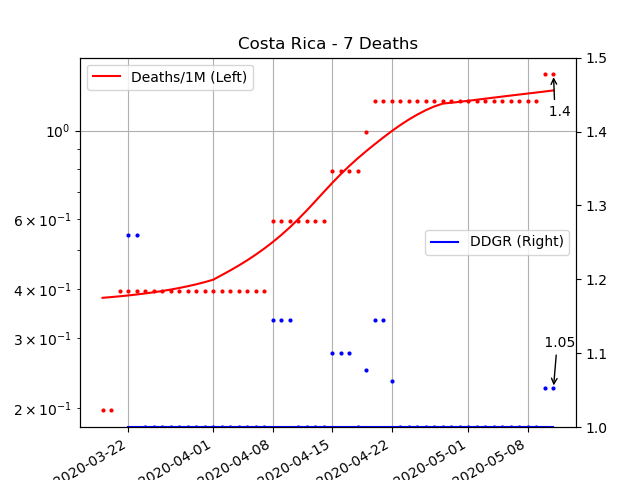 Costa Rica - 7 Deaths
Deaths/1M (Left)
DDGR (Right)
1.4
1.05
10⁰
6 × 10⁻¹
4 × 10⁻¹
3 × 10⁻¹
2 × 10⁻¹
1.5
1.4
1.3
1.2
1.1
1.0
2020-03-22
2020-04-01
2020-04-08
2020-04-15
2020-04-22
2020-05-01
2020-05-08